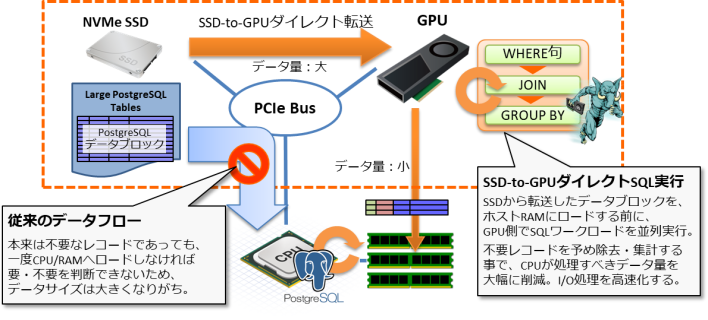 NVMe SSD
SSD-to-GPUダイレクト転送
GPU
SSD
データ量：大
WHERE句
JOIN
GROUP BY
Large PostgreSQL
Tables
PostgreSQL
データブロック
PCIe Bus
データ量：小
従来のデータフロー
本来は不要なレコードであっても、
一度CPU/RAMへロードしなければ
要・不要を判断できないため、
データサイズは大きくなりがち。
SSD-to-GPUダイレクトSQL実行
SSDから転送したデータブロックを、
ホストRAMにロードする前に、
GPU側でSQLワークロードを並列実行。
不要レコードを予め除去・集計する
事で、CPUが処理すべきデータ量を
大幅に削減。I/O処理を高速化する。
CPU
PostgreSQL